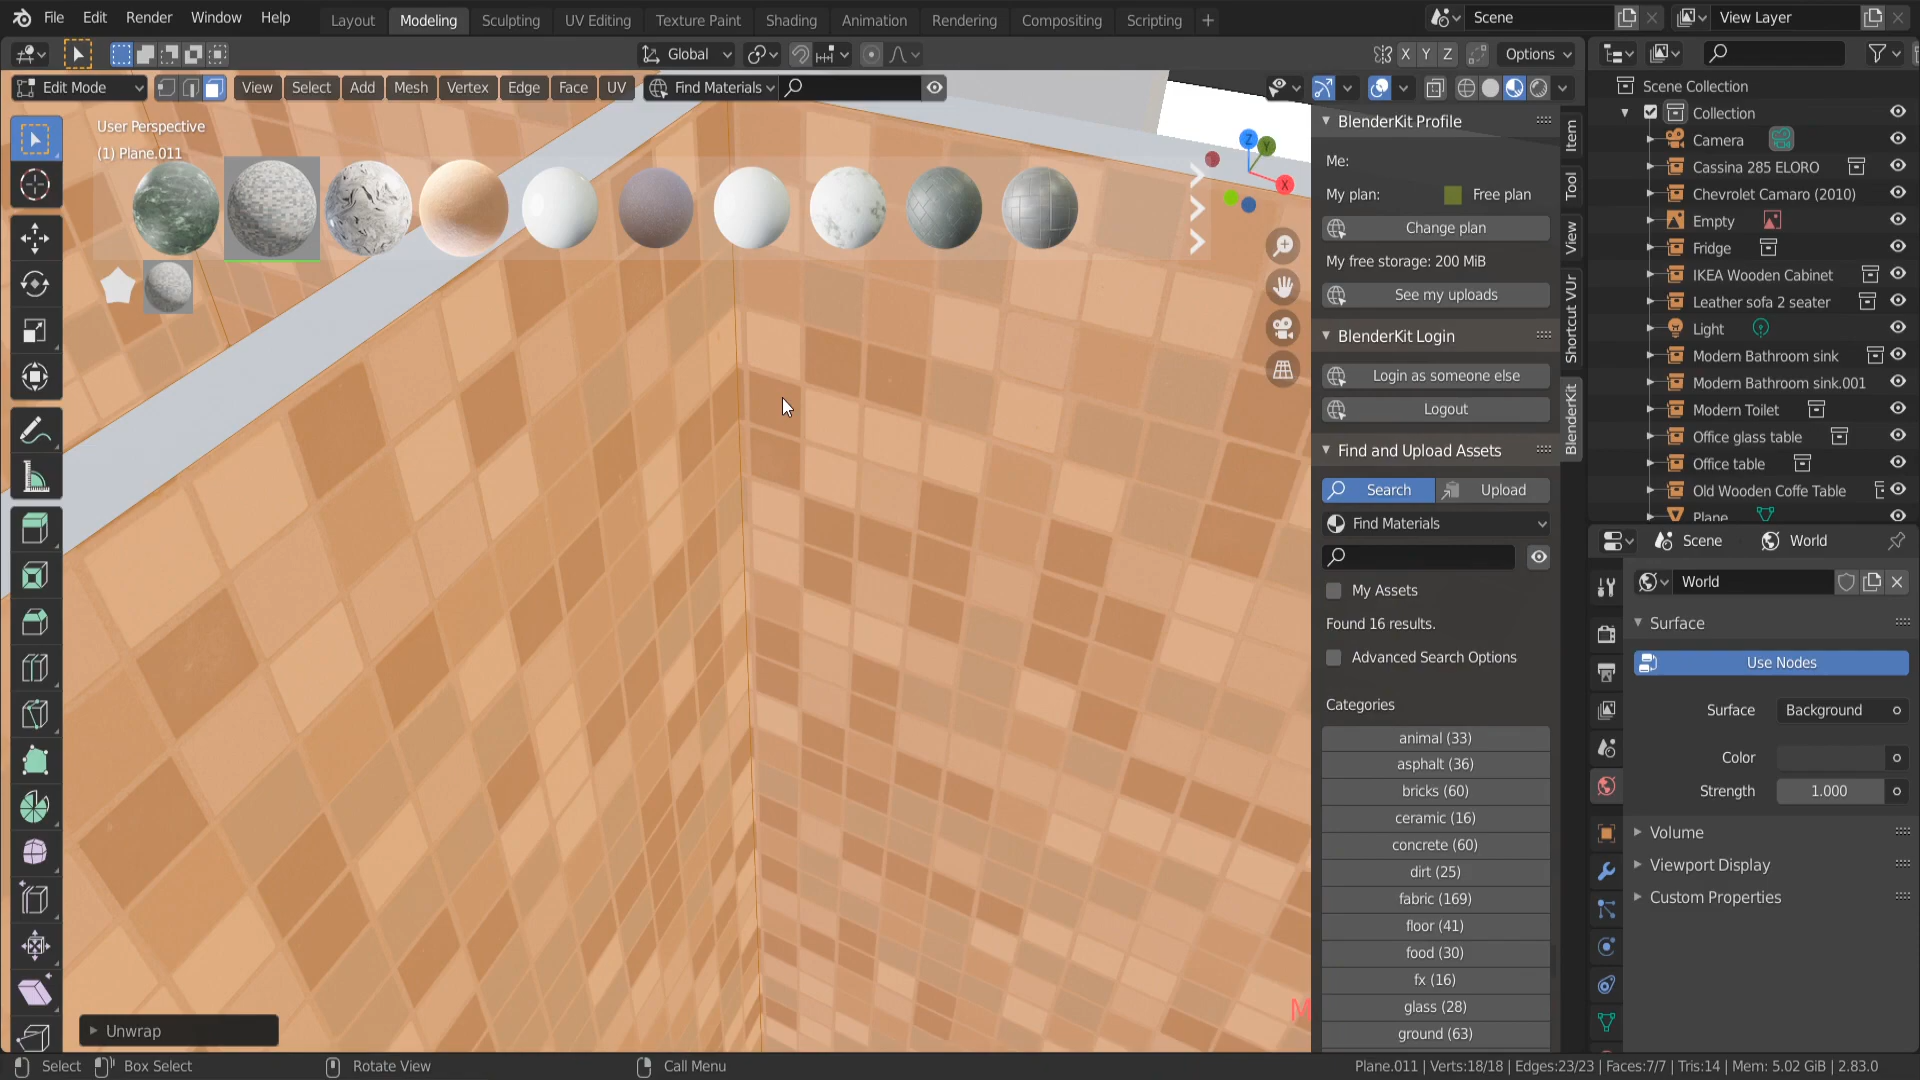 File Edit Render Window Help Layout Modeling Sculpting UV Editing Texture Paint Shading Animation Rendering Compositing Scripting + Scene View Layer
Global X Y Z Options
Edit Mode View Select Add Mesh Vertex Edge Face UV Find Materials
User Perspective
(1) Plane.011
Z
Y
X
Unwrap
M
BlenderKit Profile
Me:
My plan: Free plan
Change plan
My free storage: 200 MiB
See my uploads
BlenderKit Login
Login as someone else
Logout
Find and Upload Assets
Search Upload
Find Materials
My Assets
Found 16 results.
Advanced Search Options
Categories
animal (33)
asphalt (36)
bricks (60)
ceramic (16)
concrete (60)
dirt (25)
fabric (169)
floor (41)
food (30)
fx (16)
glass (28)
ground (63)
Item
Tool
View
Shortcut VUr
BlenderKit
Scene Collection
Collection
Camera
Cassina 285 ELORO
Chevrolet Camaro (2010)
Empty
Fridge
IKEA Wooden Cabinet
Leather sofa 2 seater
Light
Modern Bathroom sink
Modern Bathroom sink.001
Modern Toilet
Office glass table
Office table
Old Wooden Coffe Table
Plane
Scene World
World
Surface
Use Nodes
Surface Background
Color
Strength 1.000
Volume
Viewport Display
Custom Properties
Select Box Select Rotate View Call Menu Plane.011 | Verts:18/18 | Edges:23/23 | Faces:7/7 | Tris:14 | Mem: 5.02 GiB | 2.83.0